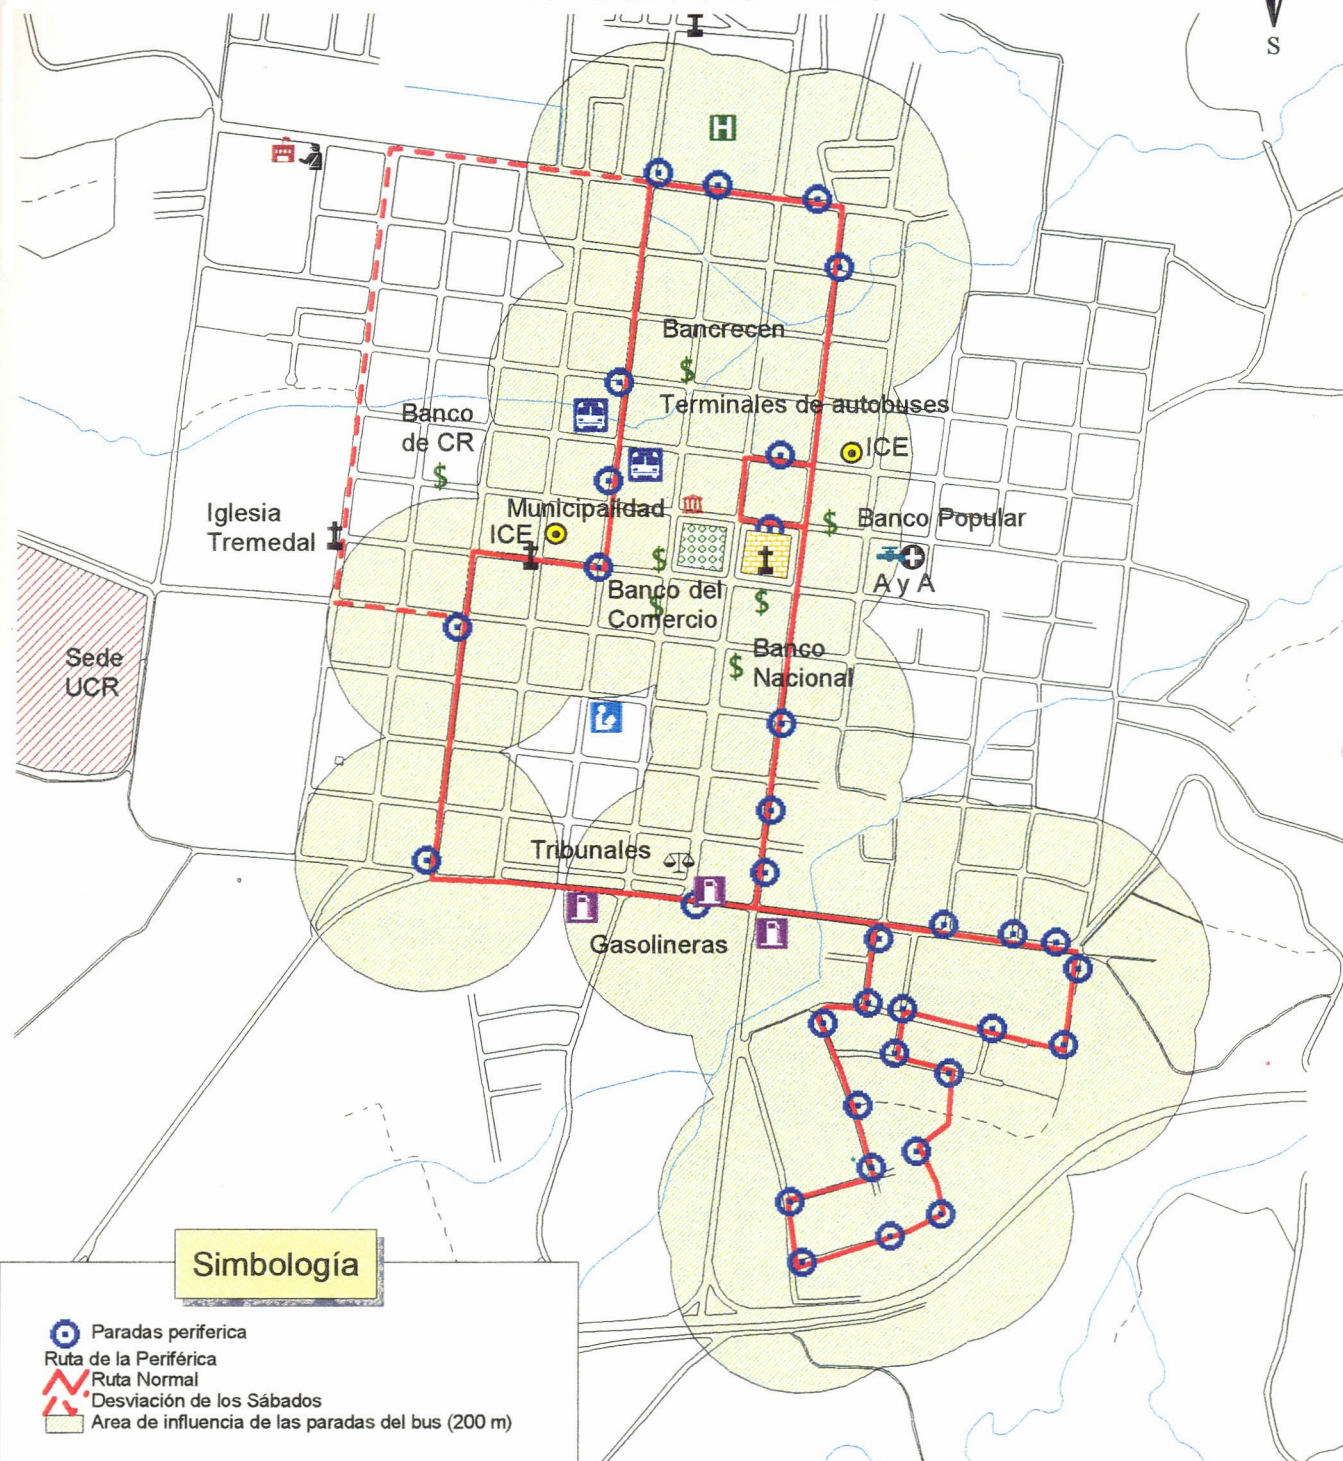 S
H
Bancrecen
Terminales de autobuses
Banco
de CR
ICE
$
$
Iglesia
Tremedal
Municipalidad
ICE
$
Banco Popular
$
A y A
Banco del
Comercio
$
$
Sede
UCR
Banco
Nacional
$
Tribunales
Gasolineras
Simbología
Paradas periferica
Ruta de la Periférica
Ruta Normal
Desviación de los Sábados
Area de influencia de las paradas del bus (200 m)